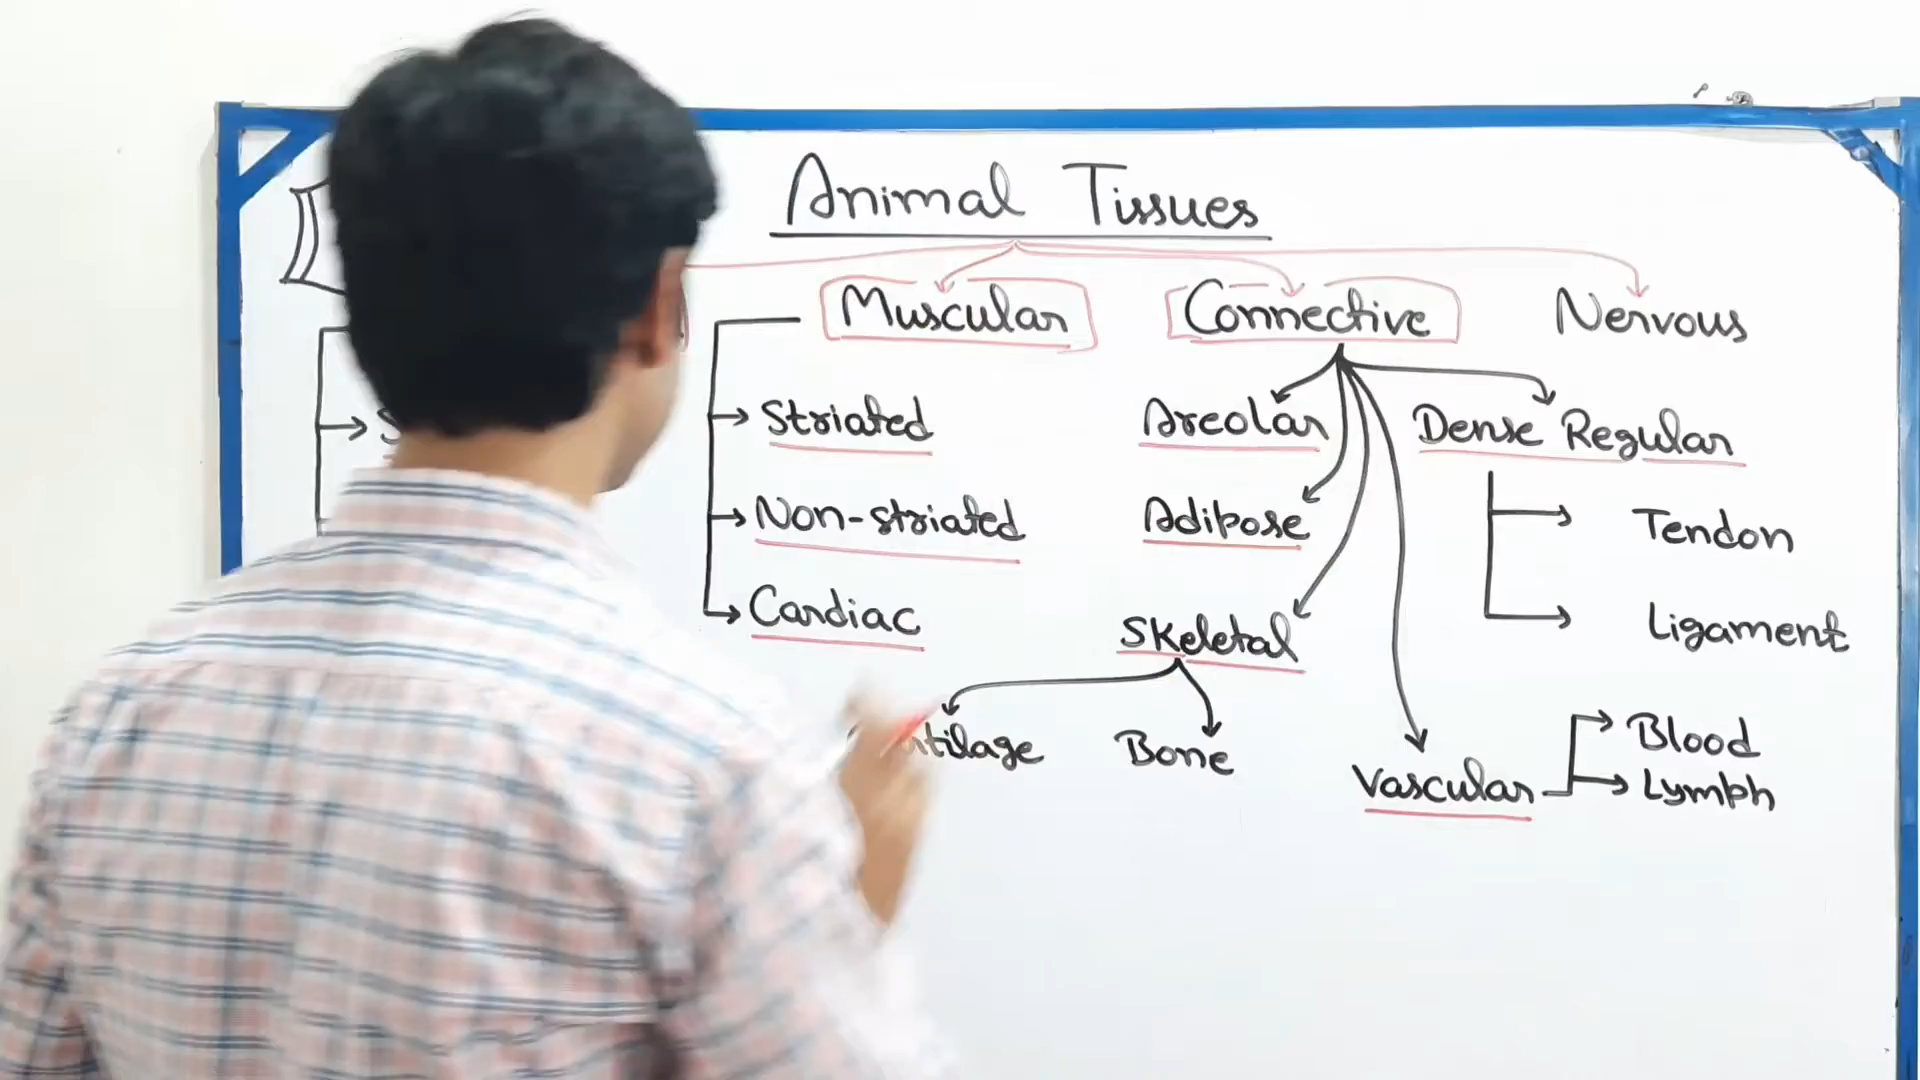 Animal Tissues
Muscular Connective Nervous
Striated Areolar Dense Regular
Non-striated Adipose Tendon
Cardiac Skeletal Ligament
Bone Blood
Vascular Lymph